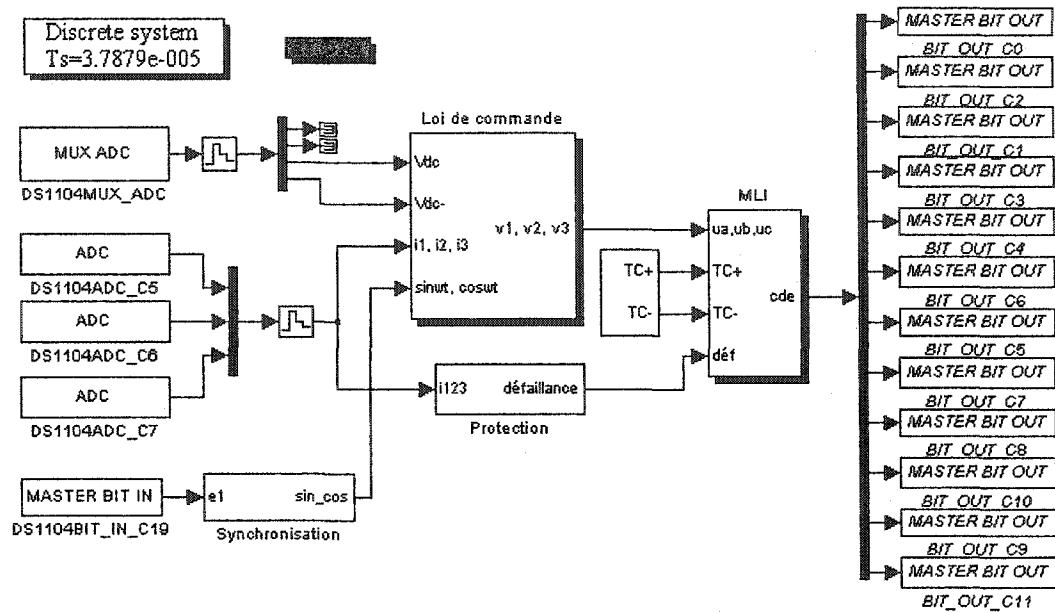 Discrete system
Ts=3.7879e-005
MUX ADC
DS1104MUX_ADC
ADC
DS1104ADC_C5
ADC
DS1104ADC_C6
ADC
DS1104ADC_C7
MASTER BIT IN
DS1104BIT_IN_C19
e1
sin_cos
Synchronisation
Loi de commande
Vdc
Vdc-
i1, i2, i3
sinwt, coswt
v1, v2, v3
i123
défaillance
Protection
TC+
TC-
MLI
ua,ub,uc
TC+
TC-
déf
cde
MASTER BIT OUT
BIT_OUT_C0
MASTER BIT OUT
BIT_OUT_C2
MASTER BIT OUT
BIT_OUT_C1
MASTER BIT OUT
BIT_OUT_C3
MASTER BIT OUT
BIT_OUT_C4
MASTER BIT OUT
BIT_OUT_C6
MASTER BIT OUT
BIT_OUT_C5
MASTER BIT OUT
BIT_OUT_C7
MASTER BIT OUT
BIT_OUT_C8
MASTER BIT OUT
BIT_OUT_C10
MASTER BIT OUT
BIT_OUT_C9
MASTER BIT OUT
BIT_OUT_C11